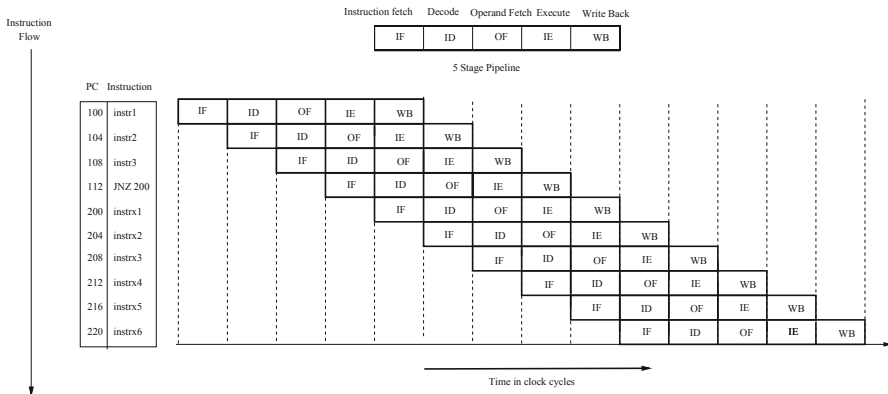 Instruction
Flow
Instruction fetch Decode Operand Fetch Execute Write Back
IF ID OF IE WB
5 Stage Pipeline
PC Instruction
100 instr1 IF ID OF IE WB
104 instr2 IF ID OF IE WB
108 instr3 IF ID OF IE WB
112 JNZ 200 IF ID OF IE WB
200 instrx1 IF ID OF IE WB
204 instrx2 IF ID OF IE WB
208 instrx3 IF ID OF IE WB
212 instrx4 IF ID OF IE WB
216 instrx5 IF ID OF IE WB
220 instrx6 IF ID OF IE WB
Time in clock cycles